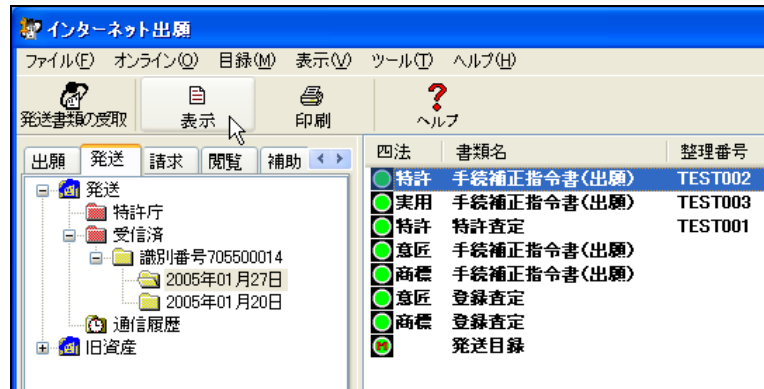 インターネット出願
ファイル(F) オンライン(O) 目録(M) 表示(V) ツール(T) ヘルプ(H)
発送書類の受取 表示 印刷 ヘルプ
出願 発送 請求 閲覧 補助
発送
特許庁
受信済
識別番号705500014
2005年01月27日
2005年01月20日
通信履歴
旧資産
四法 書類名 整理番号
特許 手続補正指令書(出願) TEST002
実用 手続補正指令書(出願) TEST003
特許 特許査定 TEST001
意匠 手続補正指令書(出願)
商標 手続補正指令書(出願)
意匠 登録査定
商標 登録査定
発送目録